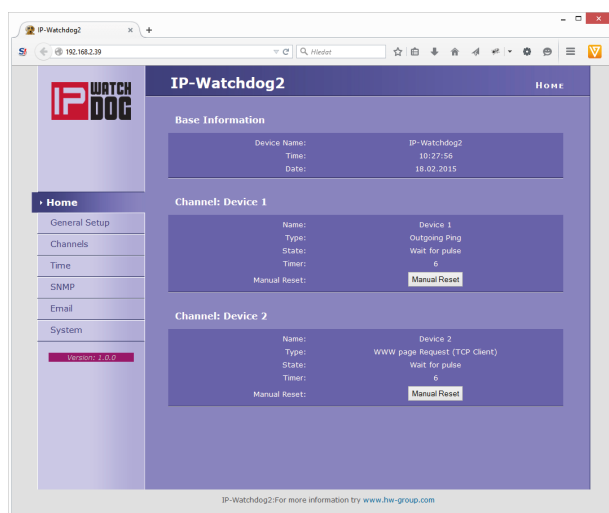 IP-Watchdog2
192.168.2.39
Hledat
IP WATCH DOG
IP-Watchdog2
Home
Base Information
Device Name: IP-Watchdog2
Time: 10:27:56
Date: 18.02.2015
Home
General Setup
Channels
Time
SNMP
Email
System
Version: 1.0.0
Channel: Device 1
Name: Device 1
Type: Outgoing Ping
State: Wait for pulse
Timer: 6
Manual Reset: Manual Reset
Channel: Device 2
Name: Device 2
Type: WWW page Request (TCP Client)
State: Wait for pulse
Timer: 6
Manual Reset: Manual Reset
IP-Watchdog2:For more information try www.hw-group.com